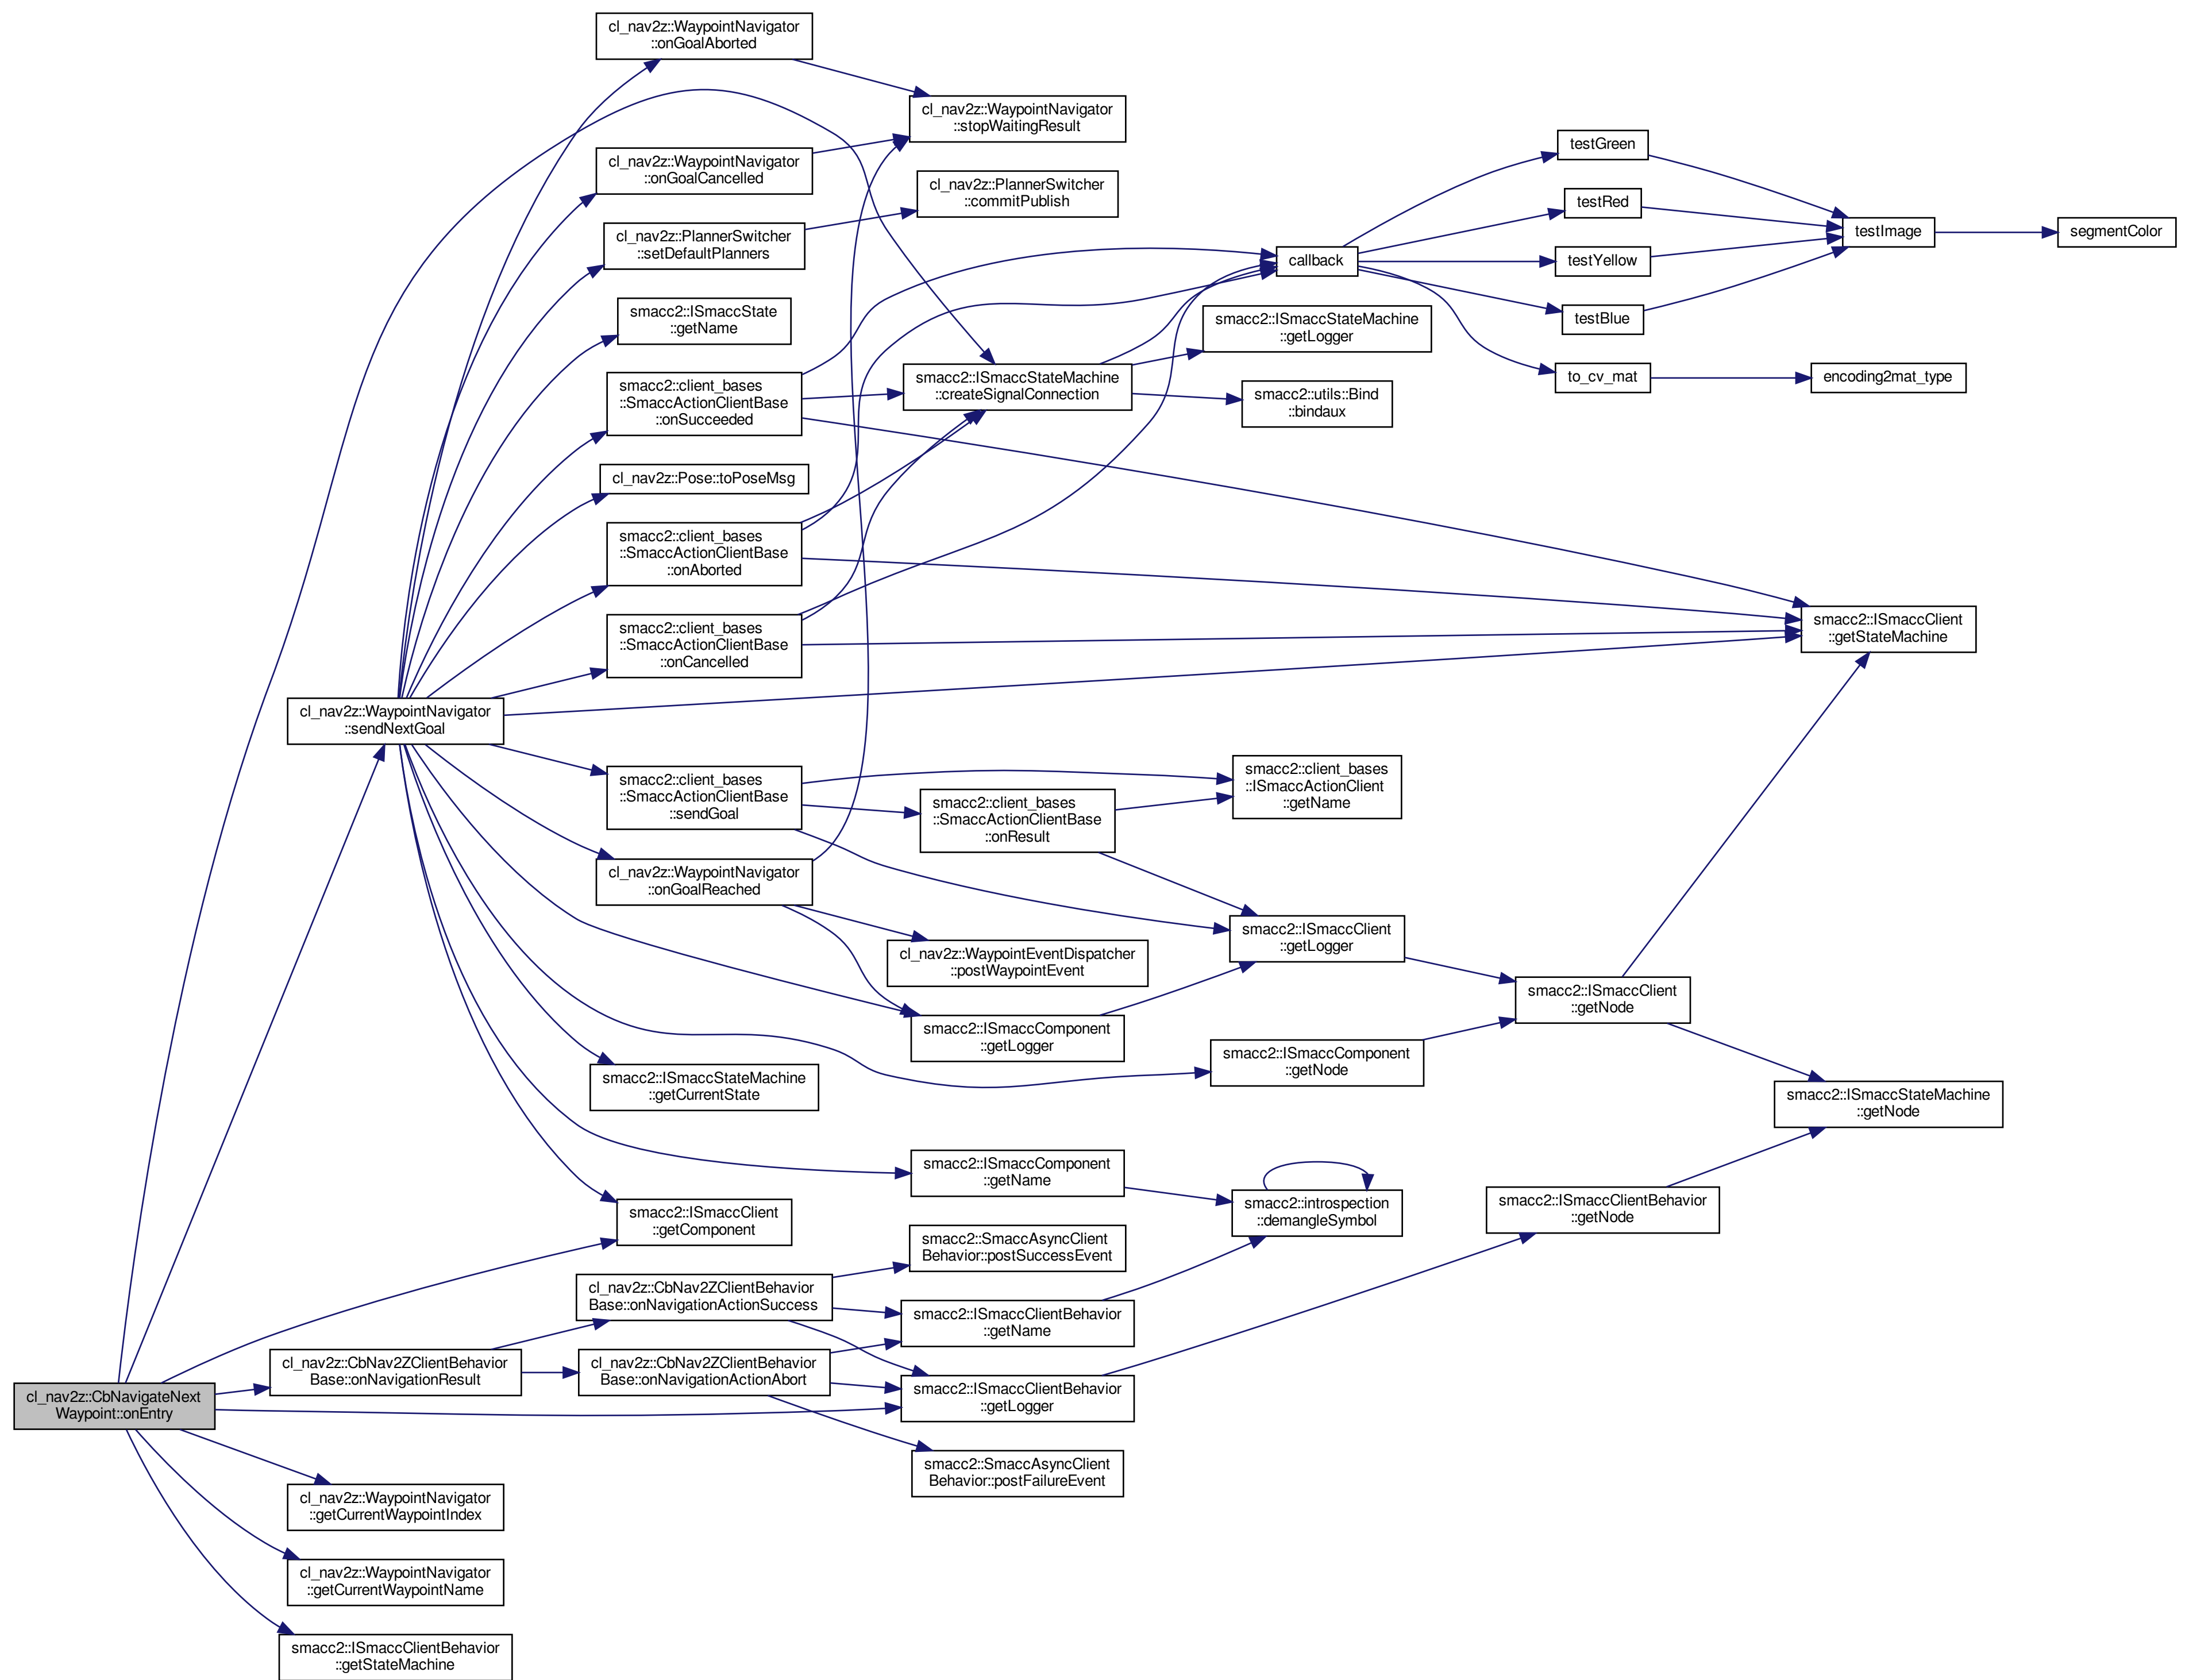 cl_nav2z::WaypointNavigator
::onGoalAborted
cl_nav2z::WaypointNavigator
::stopWaitingResult
cl_nav2z::WaypointNavigator
::onGoalCancelled
cl_nav2z::PlannerSwitcher
::commitPublish
cl_nav2z::PlannerSwitcher
::setDefaultPlanners
testGreen
testRed
testYellow
testBlue
testImage
segmentColor
callback
to_cv_mat
encoding2mat_type
smacc2::ISmaccState
::getName
smacc2::ISmaccStateMachine
::getLogger
smacc2::client_bases
::SmaccActionClientBase
::onSucceeded
smacc2::ISmaccStateMachine
::createSignalConnection
smacc2::utils::Bind
::bindaux
cl_nav2z::Pose::toPoseMsg
smacc2::client_bases
::SmaccActionClientBase
::onAborted
smacc2::client_bases
::SmaccActionClientBase
::onCancelled
smacc2::ISmaccClient
::getStateMachine
cl_nav2z::WaypointNavigator
::sendNextGoal
smacc2::client_bases
::SmaccActionClientBase
::sendGoal
smacc2::client_bases
::SmaccActionClientBase
::onResult
smacc2::client_bases
::ISmaccActionClient
::getName
cl_nav2z::WaypointNavigator
::onGoalReached
cl_nav2z::WaypointEventDispatcher
::postWaypointEvent
smacc2::ISmaccClient
::getLogger
smacc2::ISmaccClient
::getNode
smacc2::ISmaccComponent
::getLogger
smacc2::ISmaccComponent
::getNode
smacc2::ISmaccStateMachine
::getCurrentState
smacc2::ISmaccStateMachine
::getNode
smacc2::ISmaccComponent
::getName
smacc2::introspection
::demangleSymbol
smacc2::ISmaccClientBehavior
::getNode
smacc2::ISmaccClient
::getComponent
smacc2::SmaccAsyncClient
Behavior::postSuccessEvent
cl_nav2z::CbNav2ZClientBehavior
Base::onNavigationActionSuccess
smacc2::ISmaccClientBehavior
::getName
cl_nav2z::CbNav2ZClientBehavior
Base::onNavigationResult
cl_nav2z::CbNav2ZClientBehavior
Base::onNavigationActionAbort
smacc2::ISmaccClientBehavior
::getLogger
cl_nav2z::CbNavigateNext
Waypoint::onEntry
smacc2::SmaccAsyncClient
Behavior::postFailureEvent
cl_nav2z::WaypointNavigator
::getCurrentWaypointIndex
cl_nav2z::WaypointNavigator
::getCurrentWaypointName
smacc2::ISmaccClientBehavior
::getStateMachine